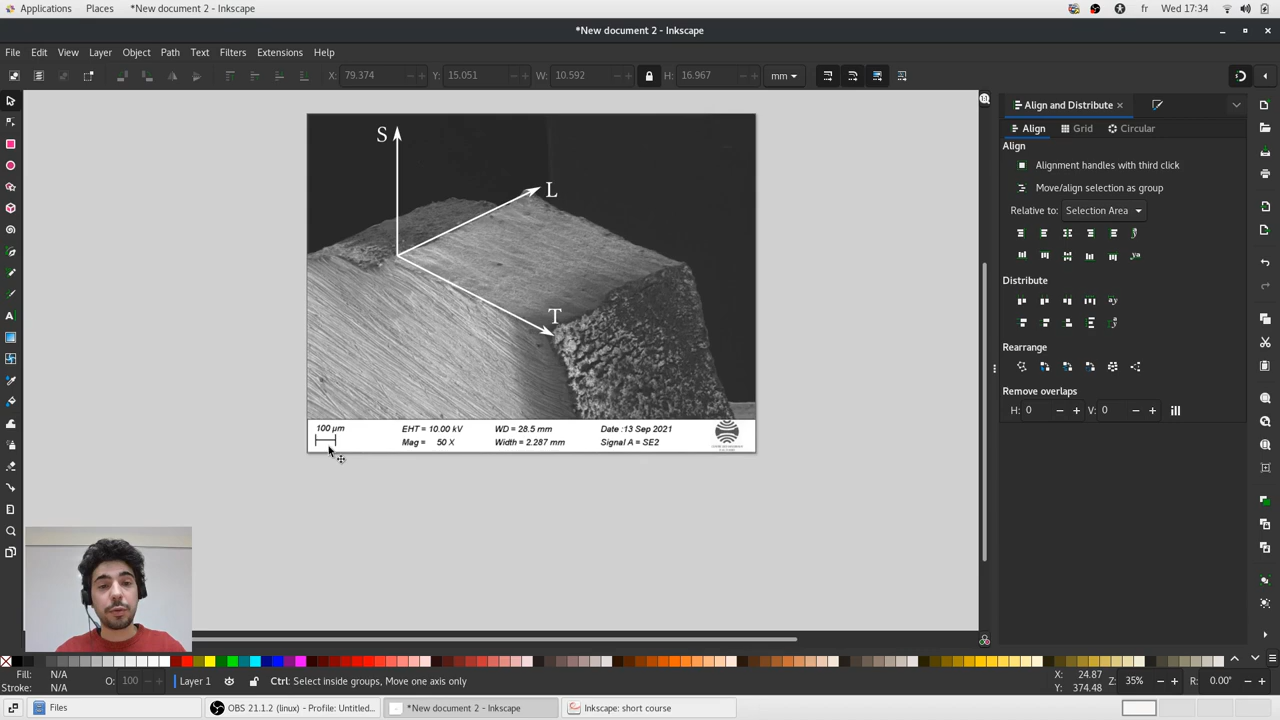 Applications Places *New document 2 - Inkscape fr Wed 17:34
*New document 2 - Inkscape
File Edit View Layer Object Path Text Filters Extensions Help
X: 79.374 Y: 15.051 W: 10.592 H: 16.967 mm
Align and Distribute
Align Grid Circular
Align
Alignment handles with third click
Move/align selection as group
Relative to: Selection Area
Distribute
Rearrange
Remove overlaps
H: 0 V: 0
S
L
T
100 µm EHT = 10.00 kV WD = 28.5 mm Date :13 Sep 2021
Mag = 50 X Width = 2.287 mm Signal A = SE2
Fill: N/A
Stroke: N/A
O: 100 Layer 1 Ctrl: Select inside groups, Move one axis only
X: 24.87
Y: 374.48
Z: 35% R: 0.00°
Files OBS 21.1.2 (linux) - Profile: Untitled... *New document 2 - Inkscape Inkscape: short course